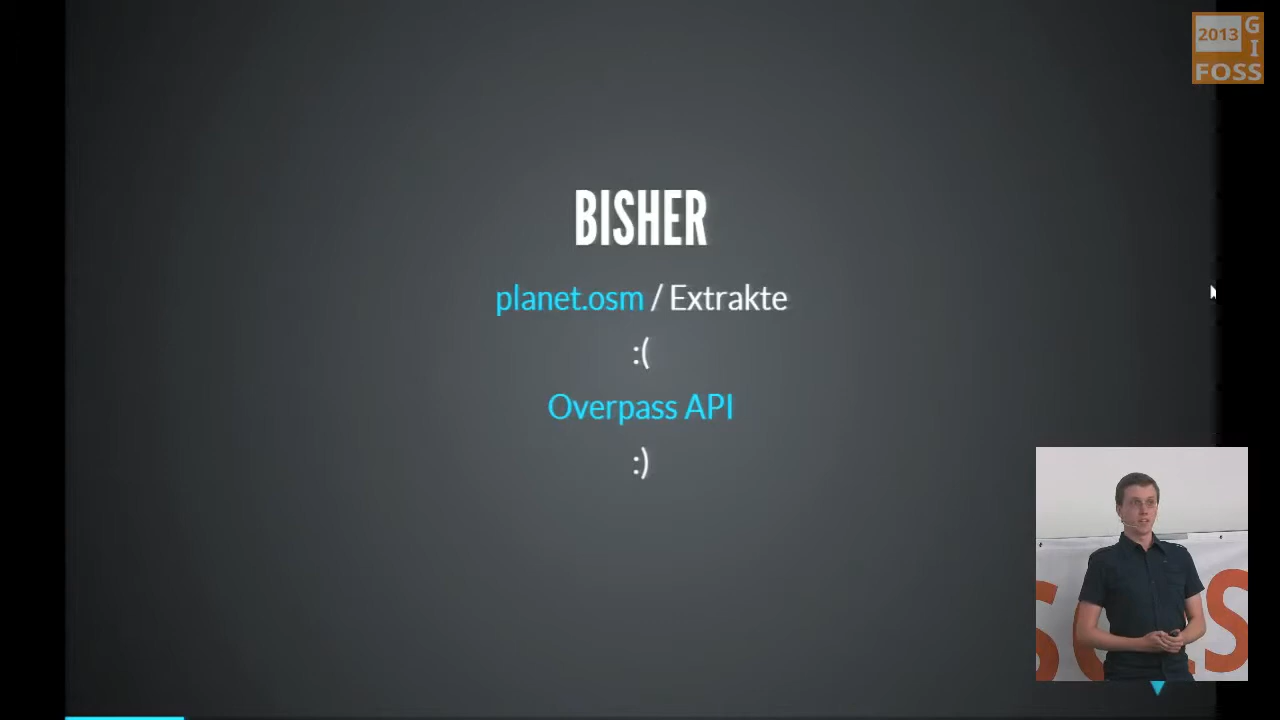 2013
G
I
FOSS
BISHER
planet.osm / Extrakte
:(
Overpass API
:)